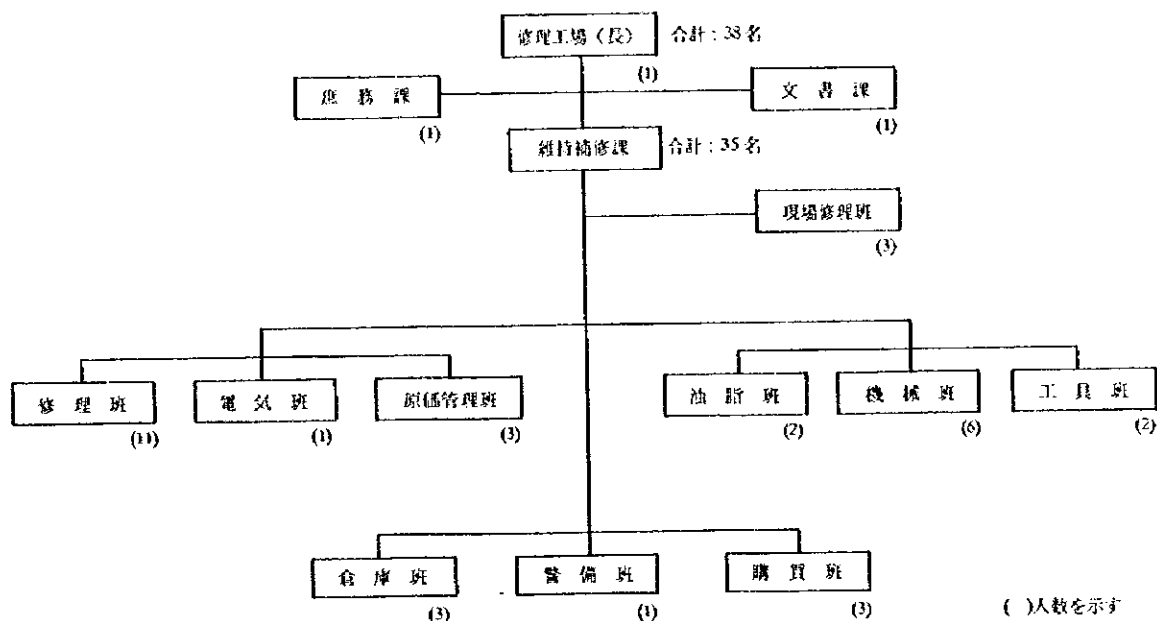 修理工場（長） 合計：38名
(1)
庶務課 文書課
(1) (1)
維持補修課 合計：35名
現場修理班
(3)
修理班 電気班 原価管理班 油脂班 機械班 工具班
(11) (1) (3) (2) (6) (2)
倉庫班 警備班 購買班
(3) (1) (3)
( )人数を示す